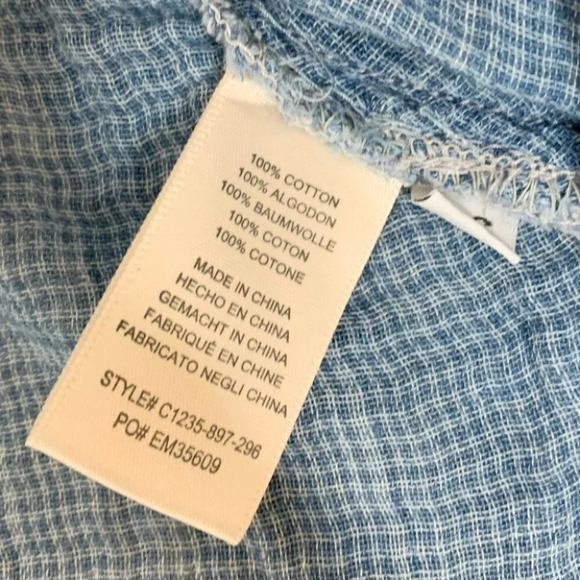 100% COTTON
100% ALGODON
100% BAUMWOLLE
100% COTON
100% COTONE
MADE IN CHINA
HECHO EN CHINA
GEMACHT IN CHINA
FABRIQUÉ EN CHINE
FABRICATO NEGLI CHINA
STYLE# C1235-897-296
PO# EM35609